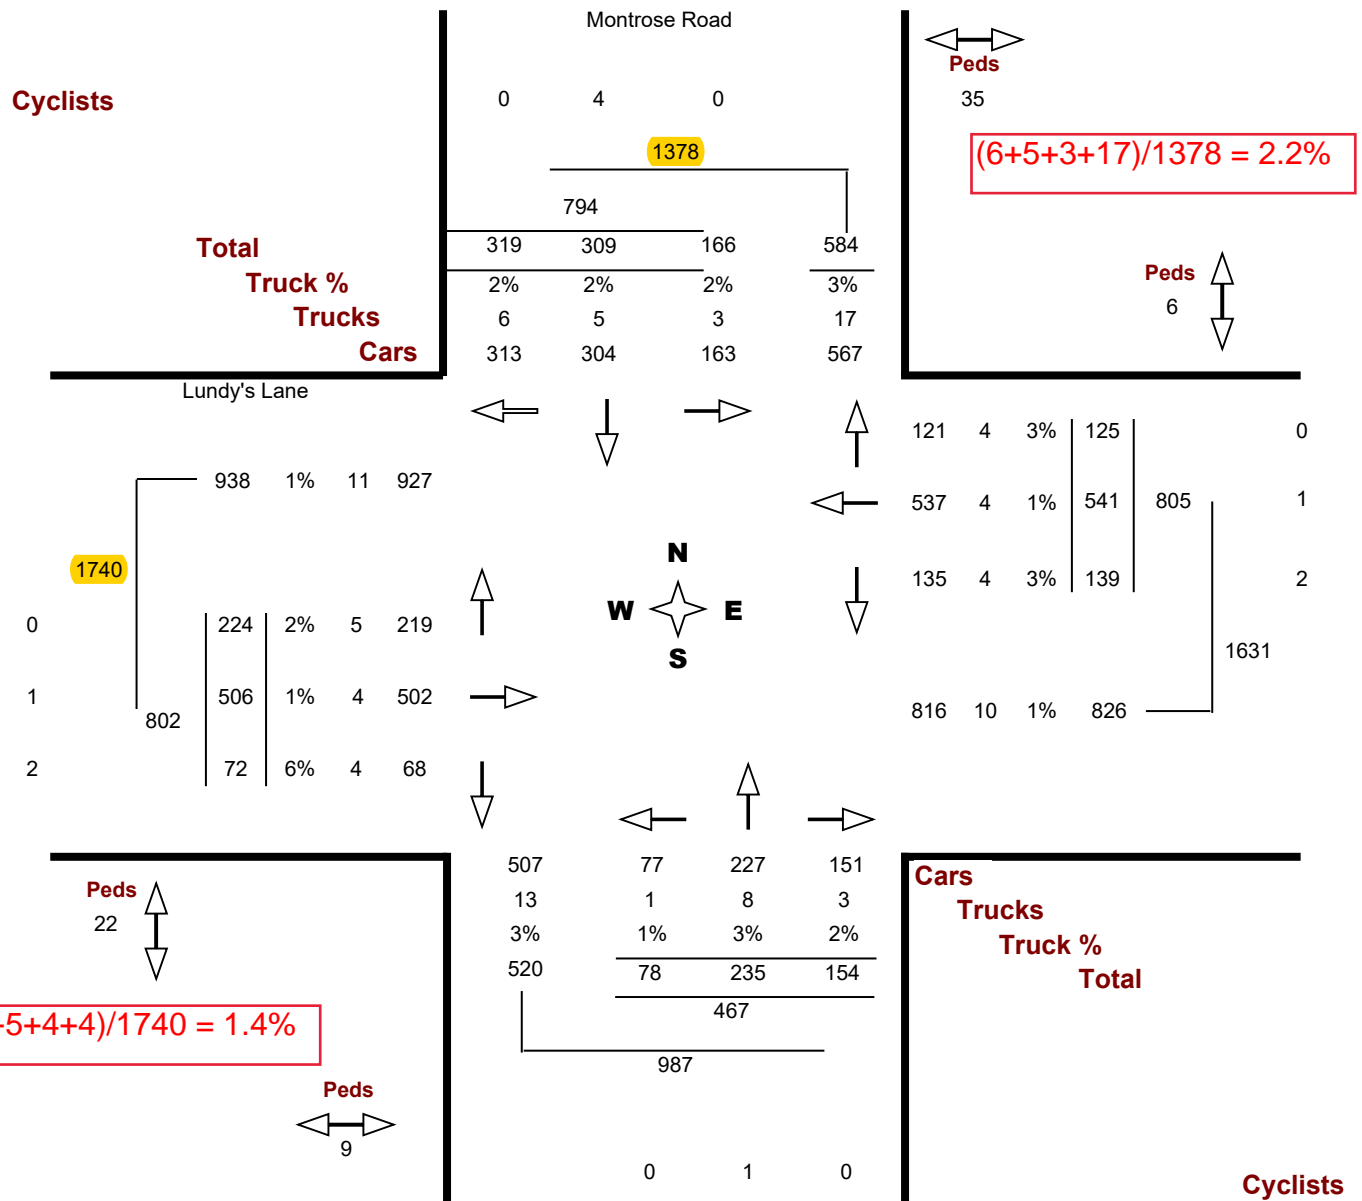 Montrose Road
Peds
Cyclists 0 4 0 35
1378 (6+5+3+17)/1378 = 2.2%
794
Total 319 309 166 584
Truck % 2% 2% 2% 3% Peds
Trucks 6 5 3 17 6
Cars 313 304 163 567
Lundy's Lane
121 4 3% 125 0
938 1% 11 927
537 4 1% 541 805 1
N
1740 135 4 3% 139 2
W E
0 224 2% 5 219
S 1631
1 506 1% 4 502
802 816 10 1% 826
2 72 6% 4 68
507 77 227 151 Cars
Peds 13 1 8 3 Trucks
22 3% 1% 3% 2% Truck %
520 78 235 154 Total
467
5+4+4)/1740 = 1.4%
987
Peds
9
0 1 0
Cyclists